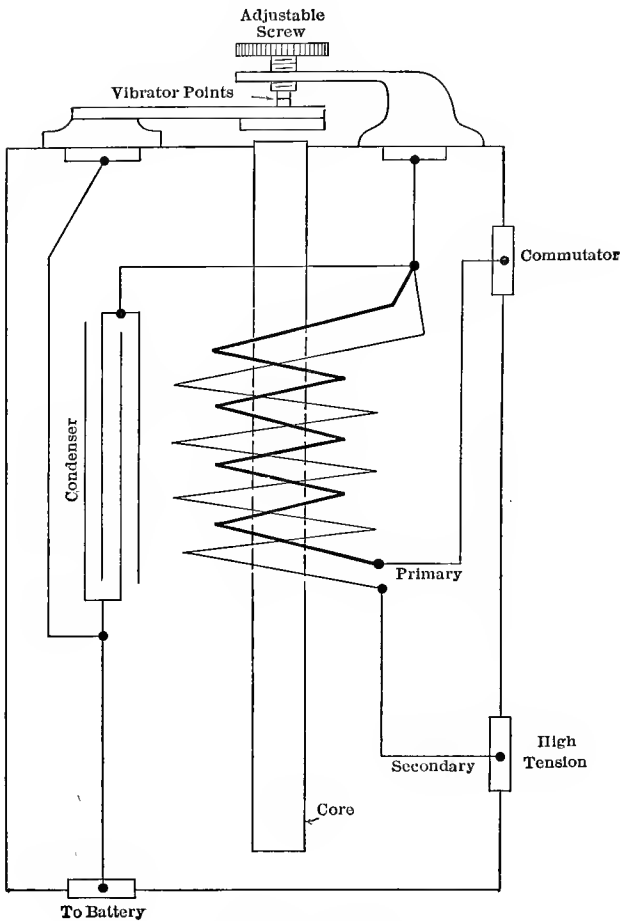 Adjustable
Screw
Vibrator Points
Commutator
Condenser
Primary
High
Tension
Secondary
Core
To Battery